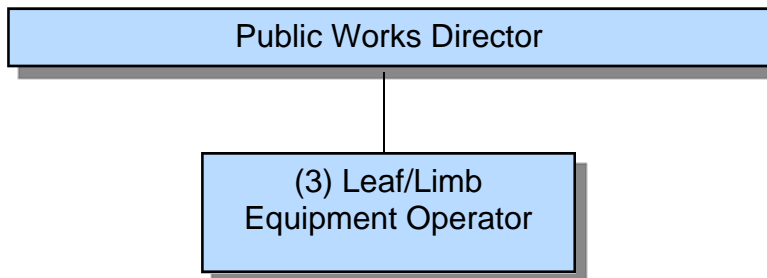 Public Works Director
(3) Leaf/Limb
Equipment Operator